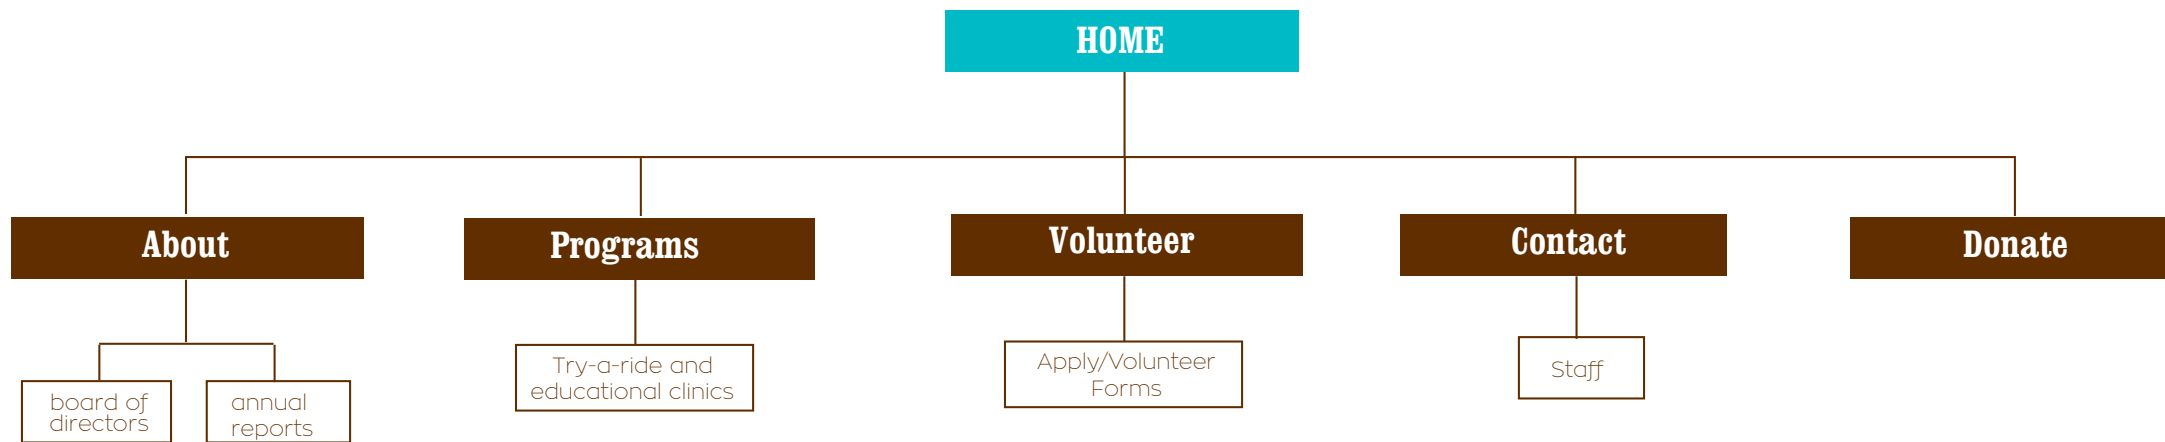 HOME
About
Programs
Volunteer
Contact
Donate
board of
directors
annual
reports
Try-a-ride and
educational clinics
Apply/Volunteer
Forms
Staff